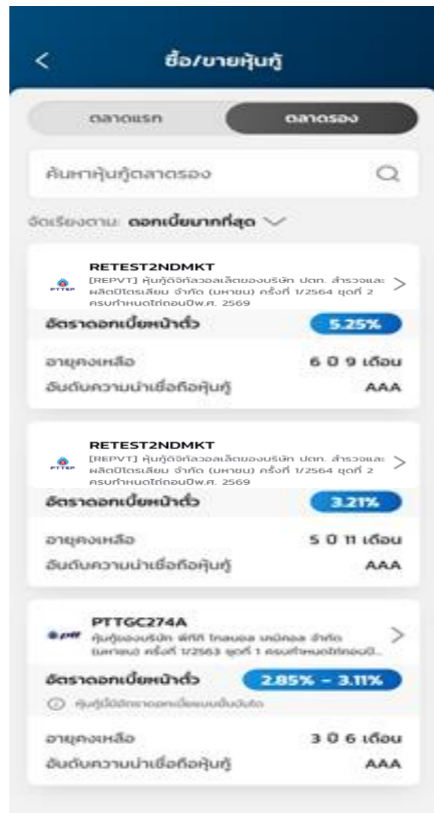 ซื้อ/ขายหุ้นกู้
ตลาดแรก
ตลาดรอง
ค้นหาหุ้นกู้ตลาดรอง
จัดเรียงตาม: ดอกเบี้ยมากที่สุด
RETEST2NDMKT
[REPVT] หุ้นกู้ดิจิทัลวอลเล็ตของบริษัท ปตท. สำรวจและ
ผลิตปิโตรเลียม จำกัด (มหาชน) ครั้งที่ 1/2564 ชุดที่ 2
ครบกำหนดไถ่ถอนปีพ.ศ. 2569
PTTEP
อัตราดอกเบี้ยหน้าตั๋ว
5.25%
อายุคงเหลือ
6 ปี 9 เดือน
อันดับความน่าเชื่อถือหุ้นกู้
AAA
RETEST2NDMKT
[REPVT] หุ้นกู้ดิจิทัลวอลเล็ตของบริษัท ปตท. สำรวจและ
ผลิตปิโตรเลียม จำกัด (มหาชน) ครั้งที่ 1/2564 ชุดที่ 2
ครบกำหนดไถ่ถอนปีพ.ศ. 2569
PTTEP
อัตราดอกเบี้ยหน้าตั๋ว
3.21%
อายุคงเหลือ
5 ปี 11 เดือน
อันดับความน่าเชื่อถือหุ้นกู้
AAA
PTTGC274A
หุ้นกู้ของบริษัท พีทีที โกลบอล เคมิคอล จำกัด
(มหาชน) ครั้งที่ 1/2563 ชุดที่ 1 ครบกำหนดไถ่ถอนปี...
ptt
อัตราดอกเบี้ยหน้าตั๋ว
2.85% - 3.11%
หุ้นกู้นี้มีอัตราดอกเบี้ยแบบขั้นบันได
อายุคงเหลือ
3 ปี 6 เดือน
อันดับความน่าเชื่อถือหุ้นกู้
AAA